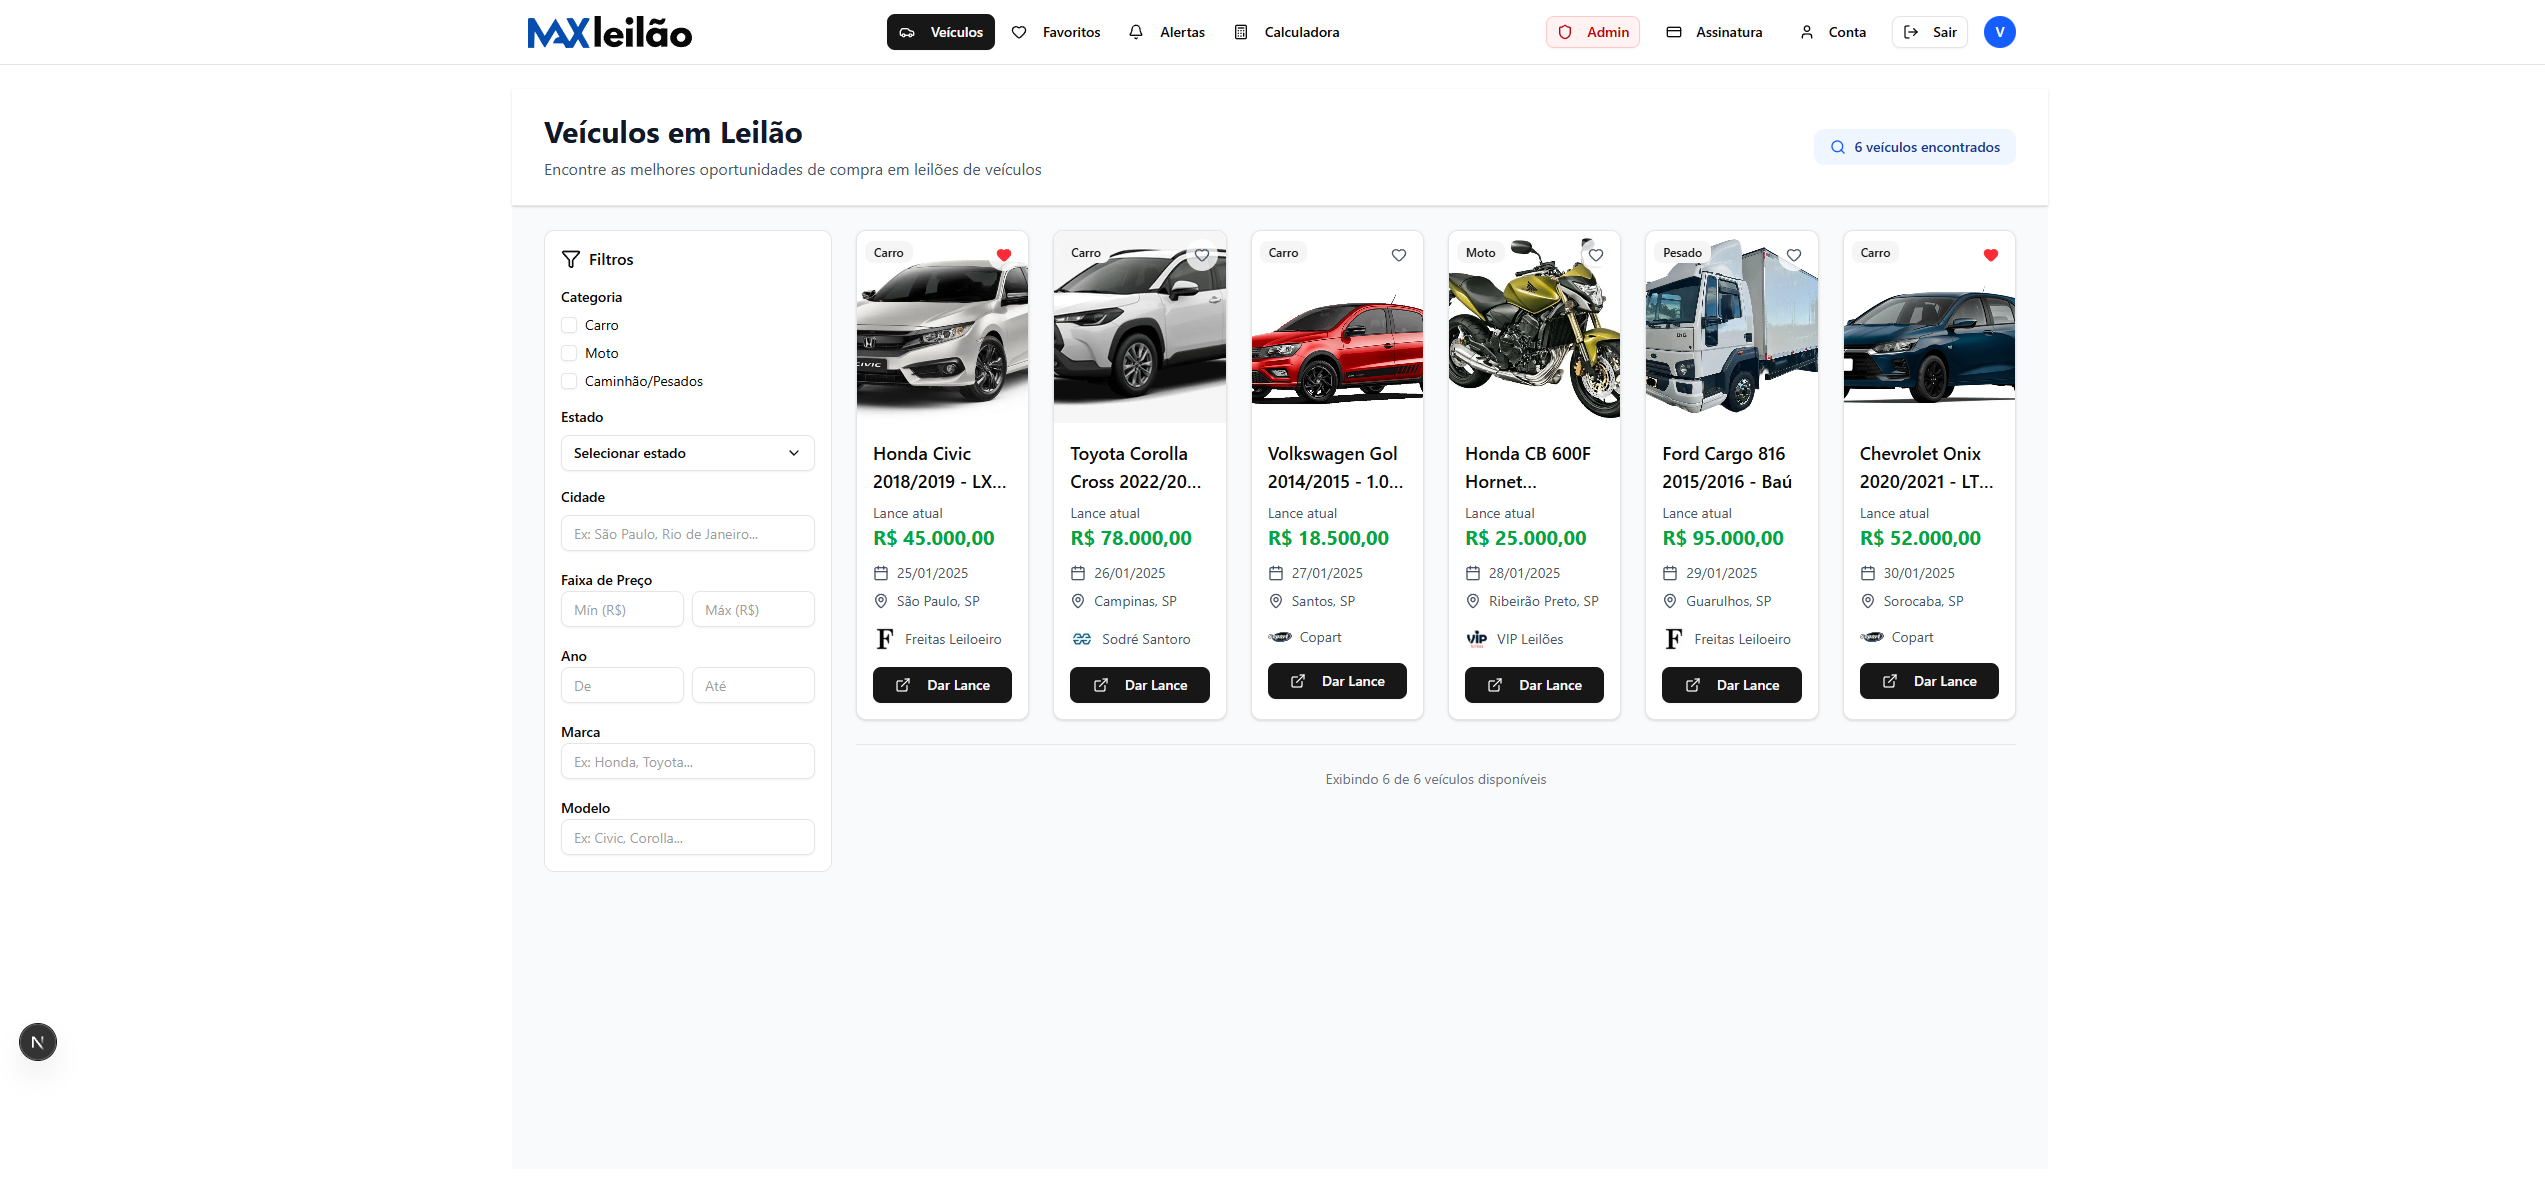 MAXleilão
Veículos
Favoritos
Alertas
Calculadora
Admin
Assinatura
Conta
Sair
V
Veículos em Leilão
Encontre as melhores oportunidades de compra em leilões de veículos
6 veículos encontrados
Filtros
Categoria
Carro
Moto
Caminhão/Pesados
Estado
Selecionar estado
Cidade
Ex: São Paulo, Rio de Janeiro...
Faixa de Preço
Mín (R$)
Máx (R$)
Ano
De
Até
Marca
Ex: Honda, Toyota...
Modelo
Ex: Civic, Corolla...
Carro
CIVIC
Honda Civic
2018/2019 - LX...
Lance atual
R$ 45.000,00
25/01/2025
São Paulo, SP
F
Freitas Leiloeiro
Dar Lance
Carro
Toyota Corolla
Cross 2022/20...
Lance atual
R$ 78.000,00
26/01/2025
Campinas, SP
Sodré Santoro
Dar Lance
Carro
Volkswagen Gol
2014/2015 - 1.0...
Lance atual
R$ 18.500,00
27/01/2025
Santos, SP
Copart
Dar Lance
Moto
Honda CB 600F
Hornet...
Lance atual
R$ 25.000,00
28/01/2025
Ribeirão Preto, SP
VIP
VIP Leilões
Dar Lance
Pesado
Ford Cargo 816
2015/2016 - Baú
Lance atual
R$ 95.000,00
29/01/2025
Guarulhos, SP
F
Freitas Leiloeiro
Dar Lance
Carro
Chevrolet Onix
2020/2021 - LT...
Lance atual
R$ 52.000,00
30/01/2025
Sorocaba, SP
Copart
Dar Lance
Exibindo 6 de 6 veículos disponíveis
N